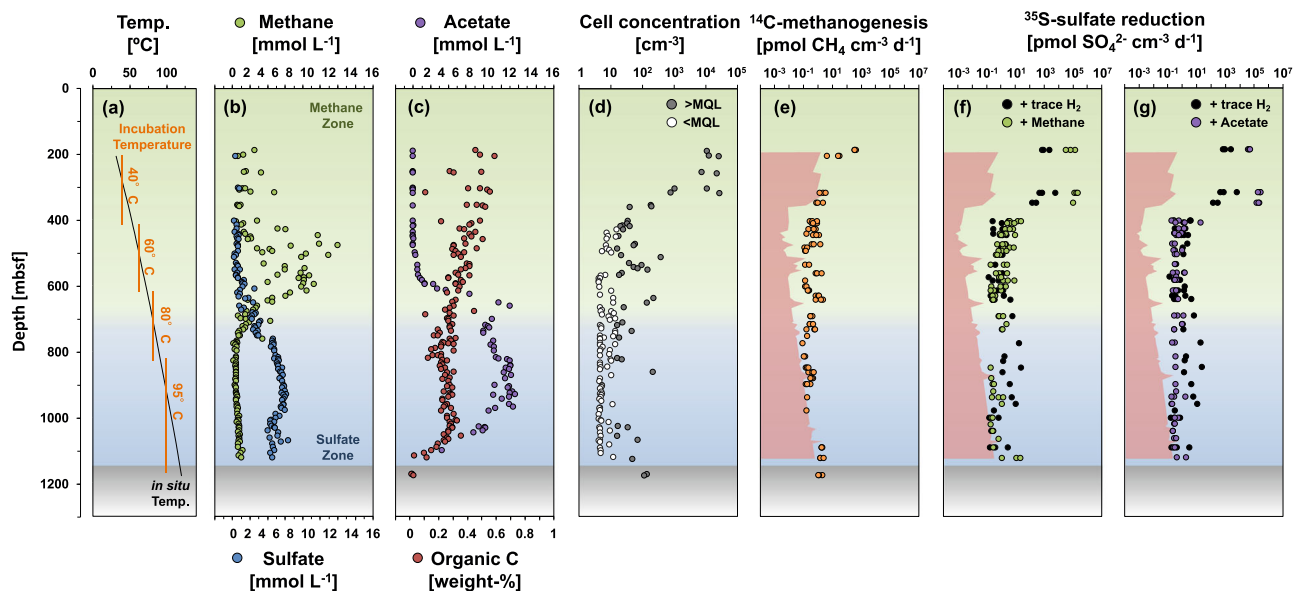 Temp.
[ºC]
Methane
[mmol L-1]
Acetate
[mmol L-1]
Cell concentration
[cm-3]
14C-methanogenesis
[pmol CH4 cm-3 d-1]
35S-sulfate reduction
[pmol SO42- cm-3 d-1]
0 40 80 100
0 2 4 6 8 10 12 14 16
0 2 4 6 8 10 12 14 16
1 10 10² 10³ 10⁴ 10⁵
10-3 10-1 101 103 105 107
10-3 10-1 101 103 105 107
10-3 10-1 101 103 105 107
Depth [mbsf]
0
200
400
600
800
1000
1200
(a)
Incubation
Temperature
40° C
60° C
80° C
95° C
in situ
Temp.
(b)
Methane
Zone
Sulfate
Zone
(c)
(d)
>MQL
<MQL
(e)
(f)
+ trace H2
+ Methane
(g)
+ trace H2
+ Acetate
0 2 4 6 8 10 12 14 16
0 0.2 0.4 0.6 0.8 1
Sulfate
[mmol L-1]
Organic C
[weight-%]